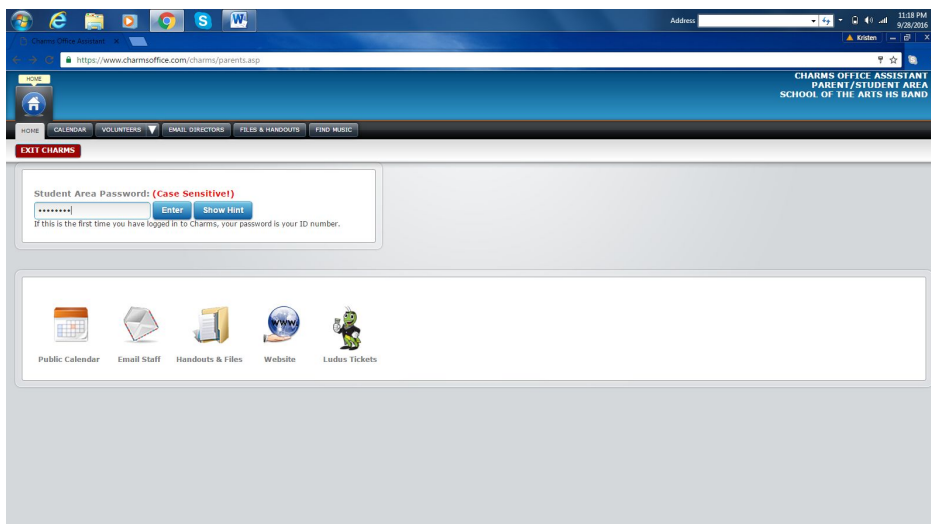 Address
11:18 PM
9/28/2016
Charms Office Assistant
Kristen
https://www.charmsoffice.com/charms/parents.asp
HOME
CHARMS OFFICE ASSISTANT
PARENT/STUDENT AREA
SCHOOL OF THE ARTS HS BAND
HOME CALENDAR VOLUNTEERS EMAIL DIRECTORS FILES & HANDOUTS FIND MUSIC
EXIT CHARMS
Student Area Password: (Case Sensitive!)
•••••••• Enter Show Hint
If this is the first time you have logged in to Charms, your password is your ID number.
www.
Public Calendar Email Staff Handouts & Files Website Ludus Tickets